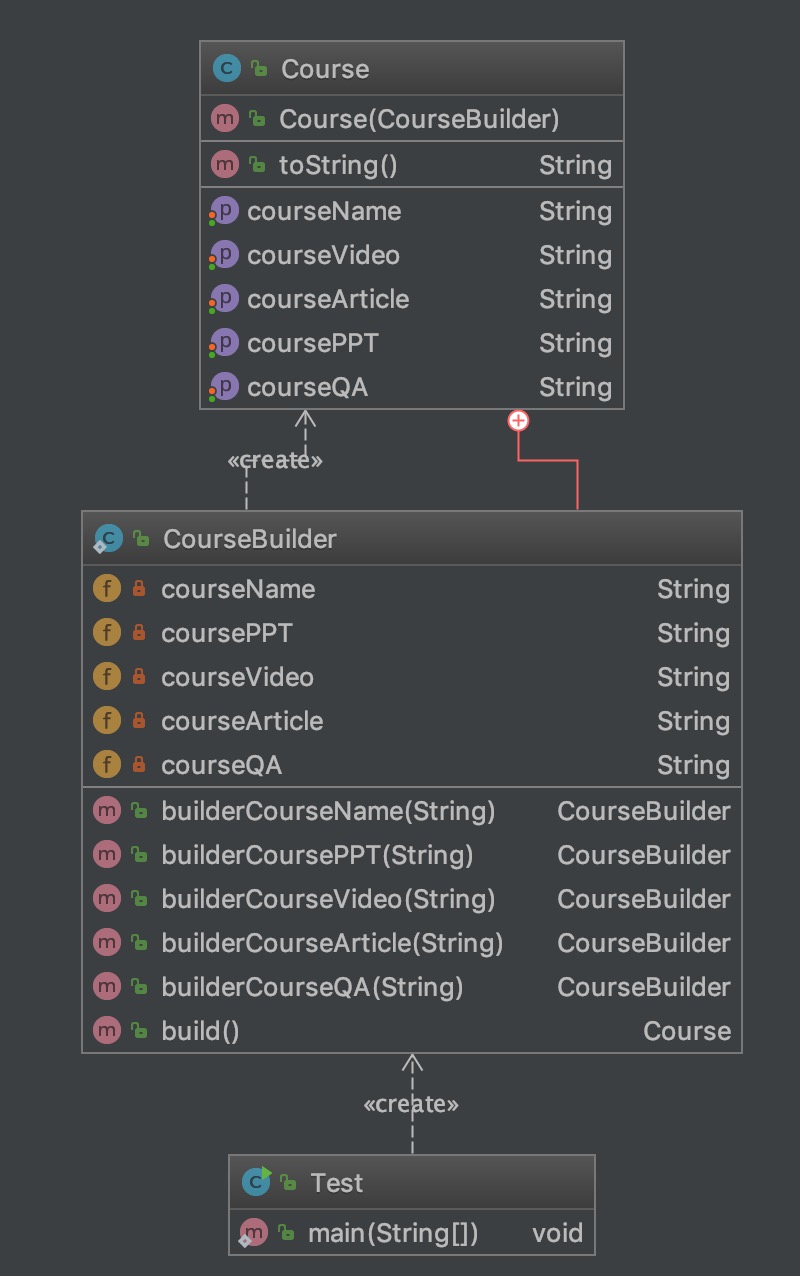 C Course
m Course(CourseBuilder)
m toString() String
p courseName String
p courseVideo String
p courseArticle String
p coursePPT String
p courseQA String
«create»
C CourseBuilder
f courseName String
f coursePPT String
f courseVideo String
f courseArticle String
f courseQA String
m builderCourseName(String) CourseBuilder
m builderCoursePPT(String) CourseBuilder
m builderCourseVideo(String) CourseBuilder
m builderCourseArticle(String) CourseBuilder
m builderCourseQA(String) CourseBuilder
m build() Course
«create»
C Test
m main(String[]) void